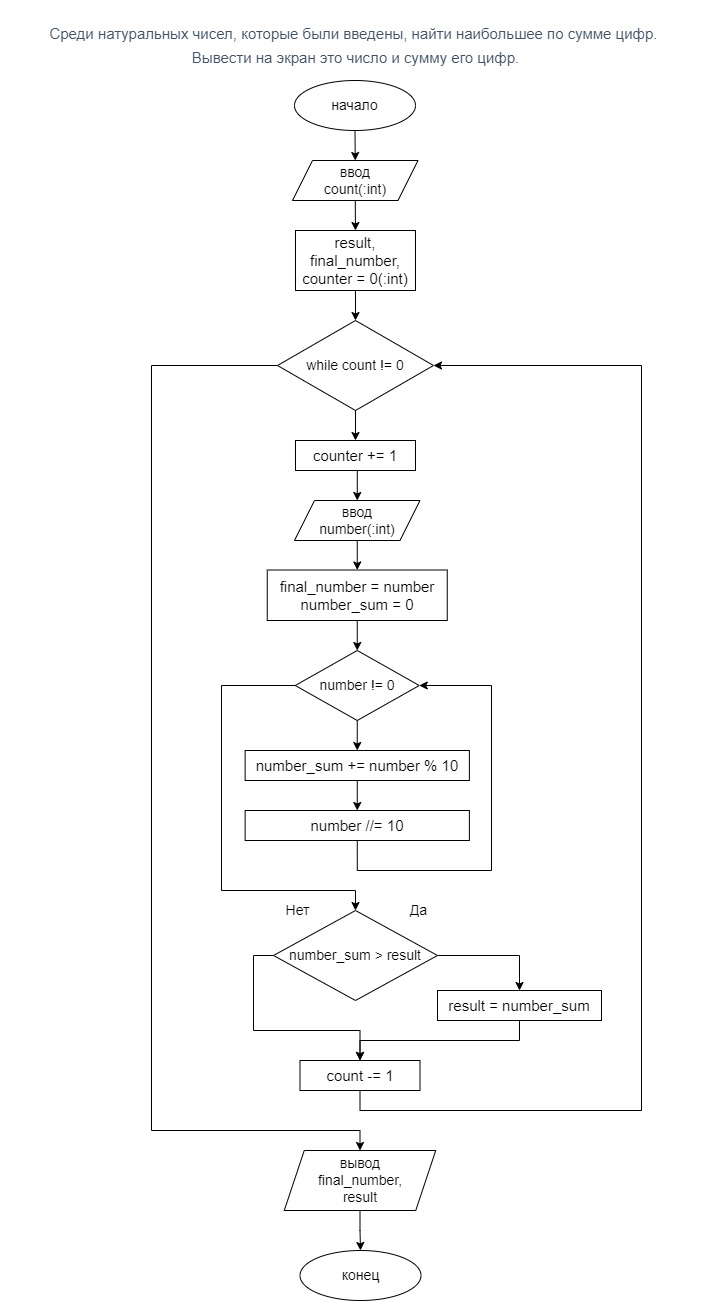 Среди натуральных чисел, которые были введены, найти наибольшее по сумме цифр.
Вывести на экран это число и сумму его цифр.
начало
ввод
count(:int)
result,
final_number,
counter = 0(:int)
while count != 0
counter += 1
ввод
number(:int)
final_number = number
number_sum = 0
number != 0
number_sum += number % 10
number //= 10
Нет
Да
number_sum > result
result = number_sum
count -= 1
вывод
final_number,
result
конец